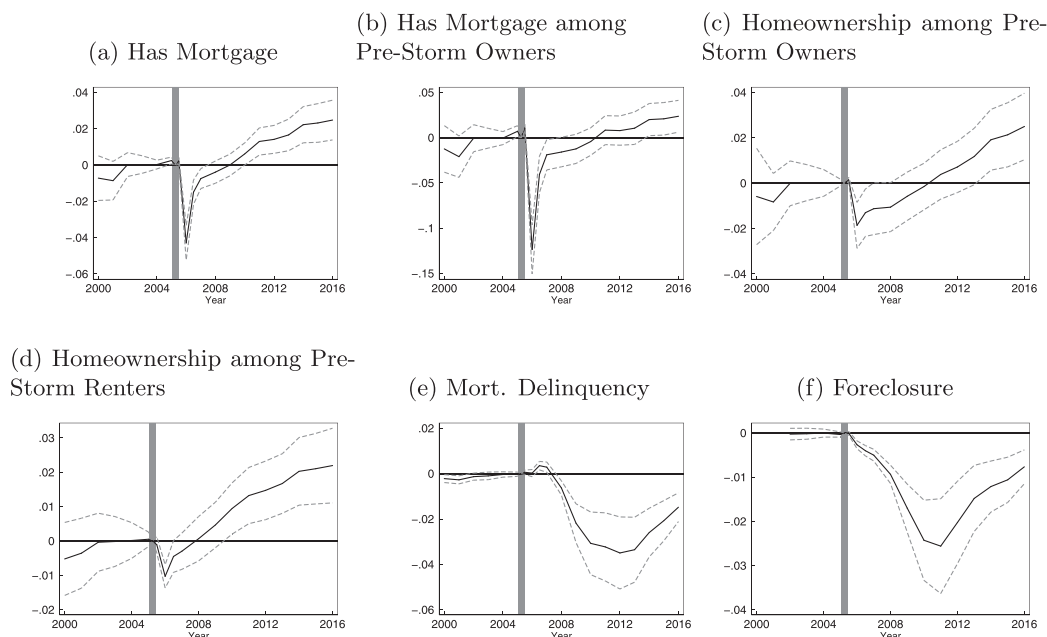 (a) Has Mortgage
(b) Has Mortgage among
Pre-Storm Owners
(c) Homeownership among Pre-
Storm Owners
.04
.02
0
−.02
−.04
−.06
2000 2004 2008 2012 2016
Year
.05
0
−.05
−.1
−.15
2000 2004 2008 2012 2016
Year
.04
.02
0
−.02
−.04
2000 2004 2008 2012 2016
Year
(d) Homeownership among Pre-
Storm Renters
(e) Mort. Delinquency
(f) Foreclosure
.03
.02
.01
0
−.01
−.02
2000 2004 2008 2012 2016
Year
.02
0
−.02
−.04
−.06
2000 2004 2008 2012 2016
Year
0
−.01
−.02
−.03
−.04
2000 2004 2008 2012 2016
Year